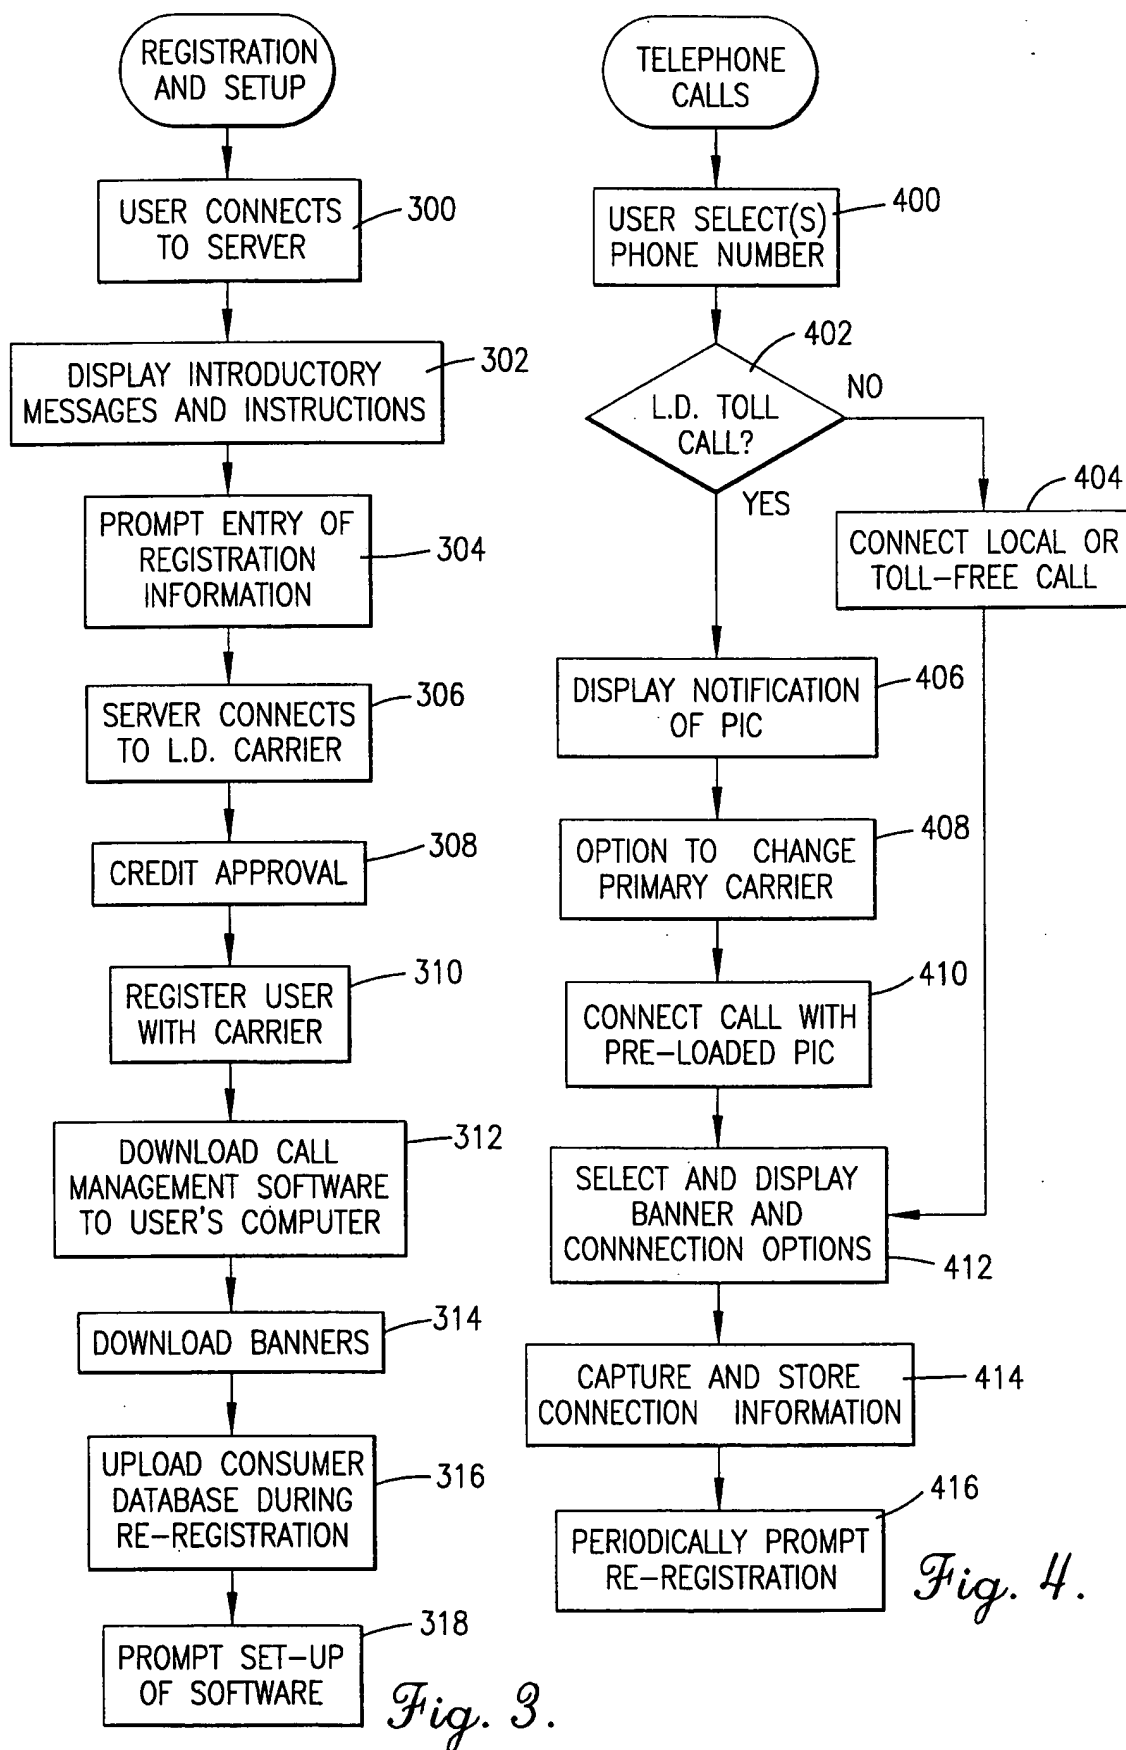 REGISTRATION
AND SETUP
USER CONNECTS
TO SERVER
300
DISPLAY INTRODUCTORY
MESSAGES AND INSTRUCTIONS
302
PROMPT ENTRY OF
REGISTRATION
INFORMATION
304
SERVER CONNECTS
TO L.D. CARRIER
306
CREDIT APPROVAL
308
REGISTER USER
WITH CARRIER
310
DOWNLOAD CALL
MANAGEMENT SOFTWARE
TO USER'S COMPUTER
312
DOWNLOAD BANNERS
314
UPLOAD CONSUMER
DATABASE DURING
RE-REGISTRATION
316
PROMPT SET-UP
OF SOFTWARE
318
Fig. 3.
TELEPHONE
CALLS
USER SELECT(S)
PHONE NUMBER
400
L.D. TOLL
CALL?
402
NO
YES
CONNECT LOCAL OR
TOLL-FREE CALL
404
DISPLAY NOTIFICATION
OF PIC
406
OPTION TO CHANGE
PRIMARY CARRIER
408
CONNECT CALL WITH
PRE-LOADED PIC
410
SELECT AND DISPLAY
BANNER AND
CONNNECTION OPTIONS
412
CAPTURE AND STORE
CONNECTION INFORMATION
414
PERIODICALLY PROMPT
RE-REGISTRATION
416
Fig. 4.